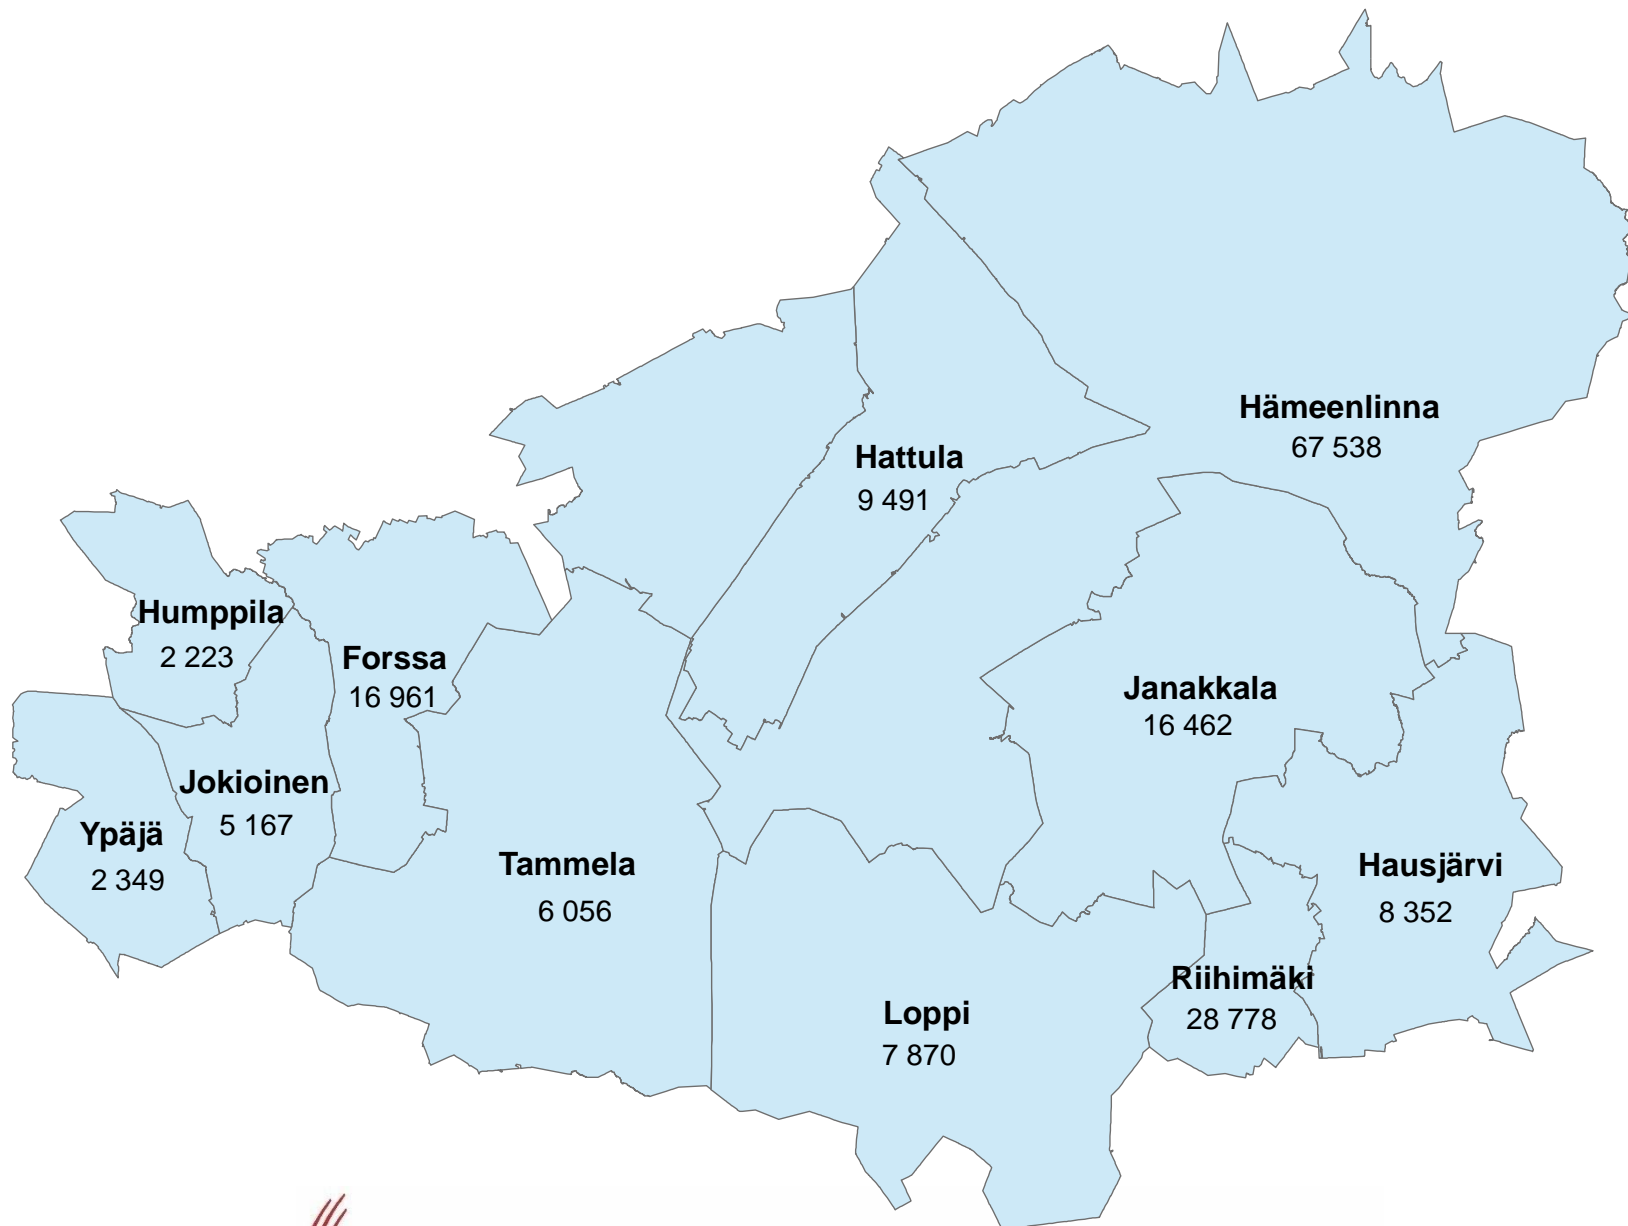 Hämeenlinna
67 538
Hattula
9 491
Humppila
2 223
Forssa
16 961
Janakkala
16 462
Jokioinen
5 167
Ypäjä
2 349
Tammela
6 056
Hausjärvi
8 352
Riihimäki
28 778
Loppi
7 870